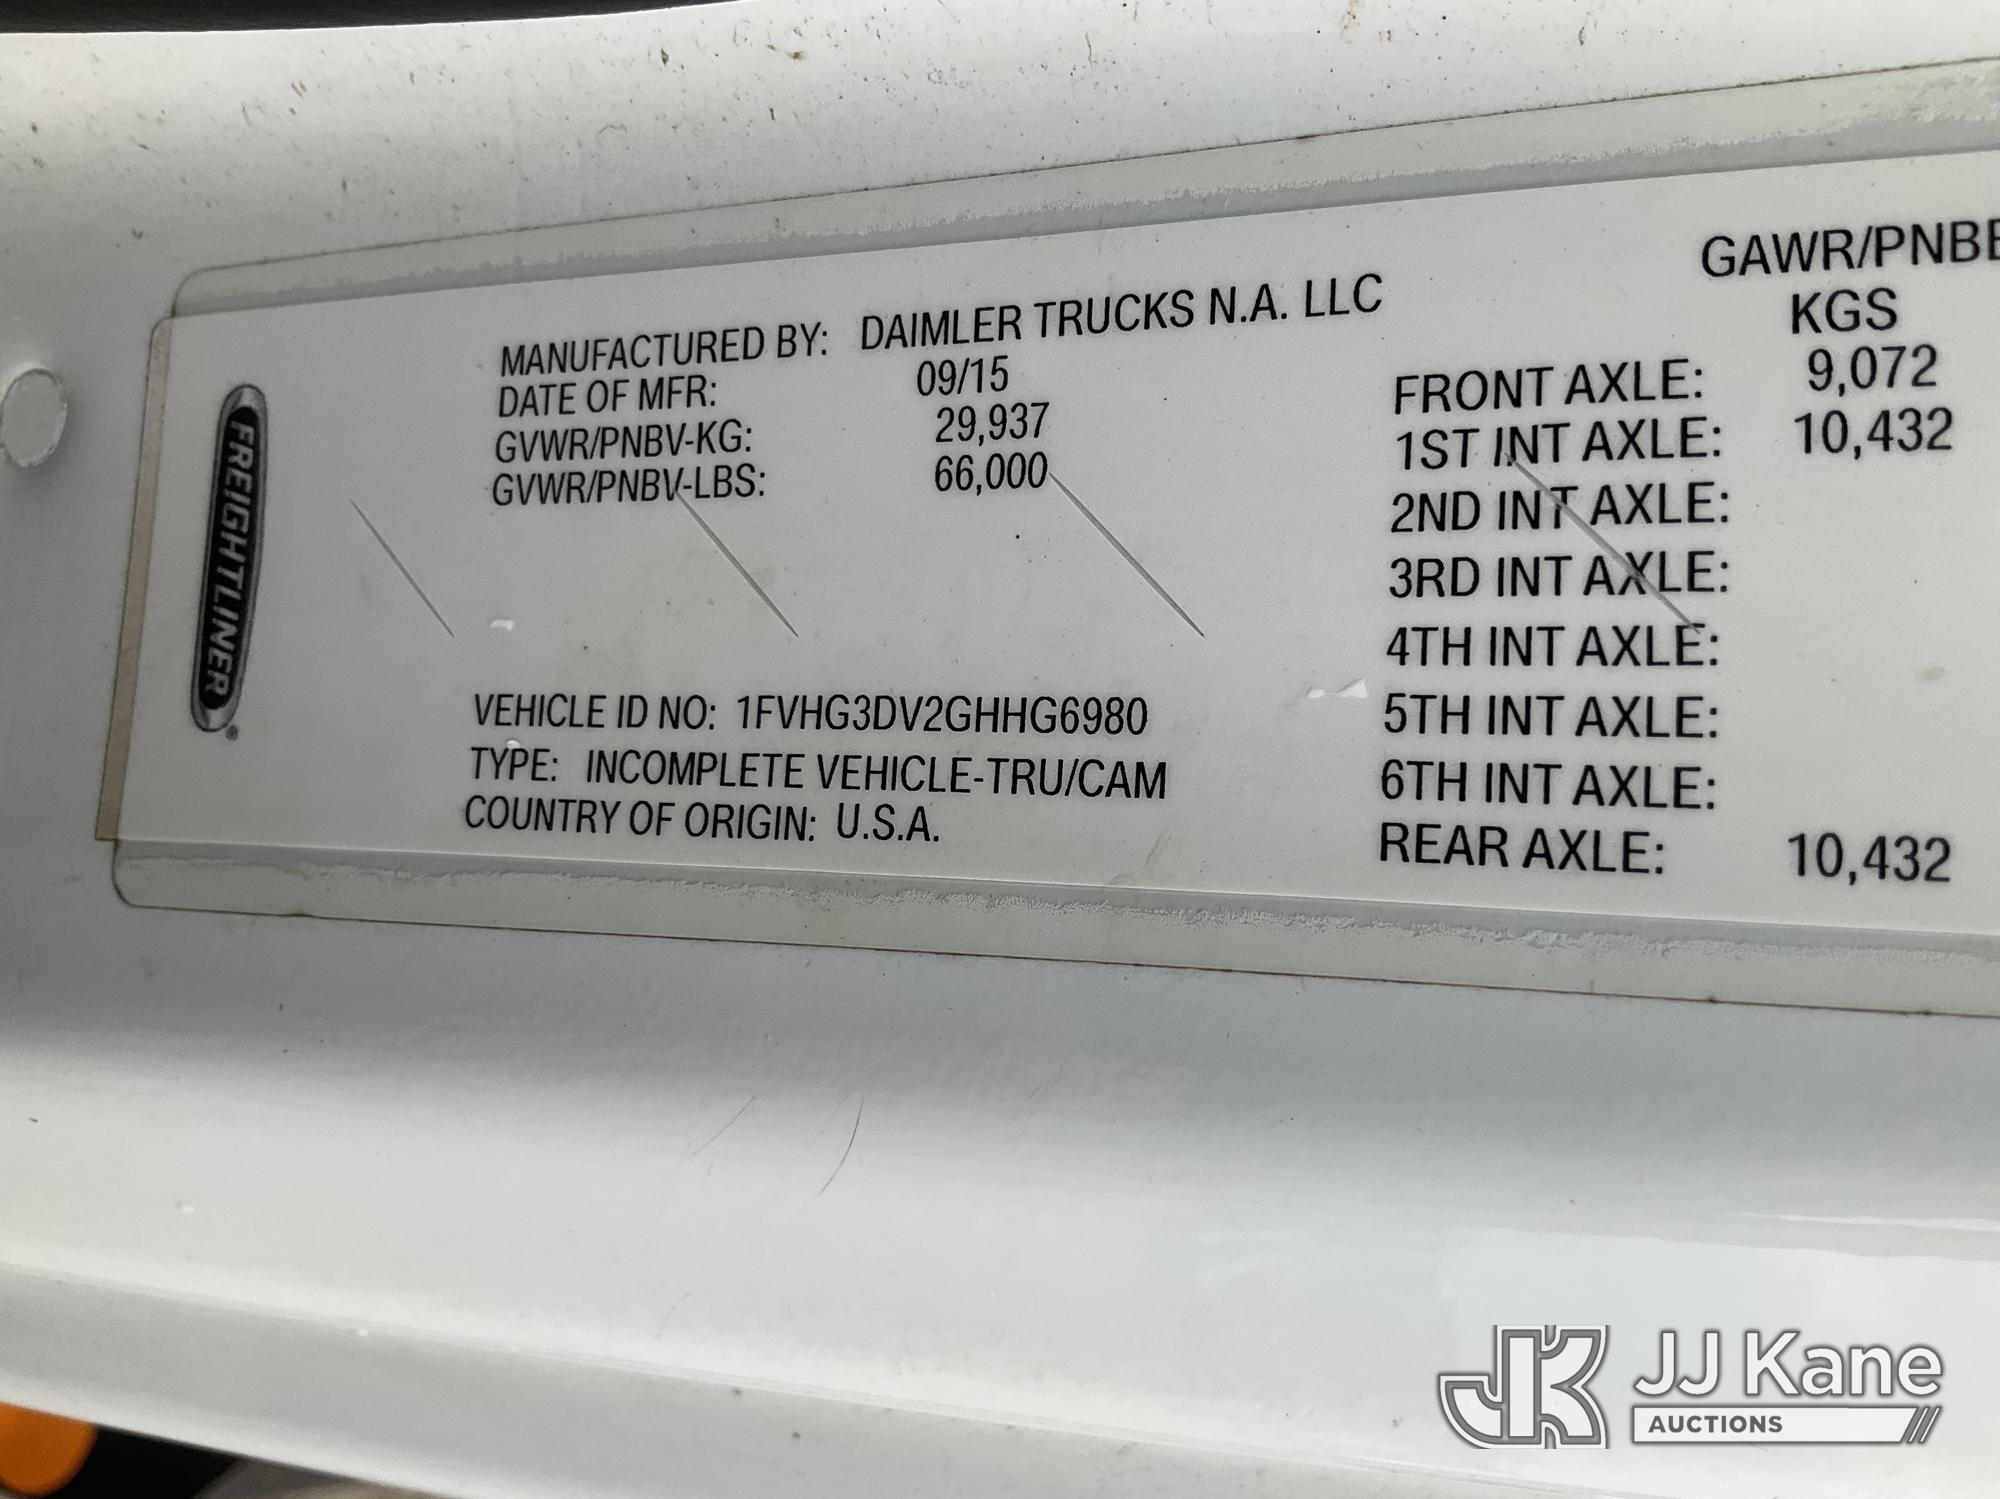 FREIGHTLINER®
MANUFACTURED BY: DAIMLER TRUCKS N.A. LLC
DATE OF MFR: 09/15
GVWR/PNBV-KG: 29,937
GVWR/PNBV-LBS: 66,000
VEHICLE ID NO: 1FVHG3DV2GHHG6980
TYPE: INCOMPLETE VEHICLE-TRU/CAM
COUNTRY OF ORIGIN: U.S.A.
GAWR/PNBE
KGS
FRONT AXLE: 9,072
1ST INT AXLE: 10,432
2ND INT AXLE:
3RD INT AXLE:
4TH INT AXLE:
5TH INT AXLE:
6TH INT AXLE:
REAR AXLE: 10,432
JK JJ Kane
AUCTIONS